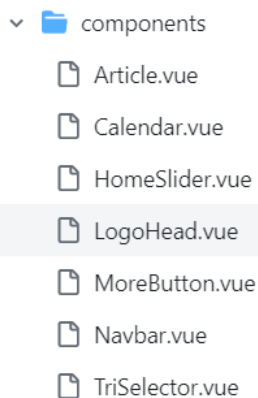 components
Article.vue
Calendar.vue
HomeSlider.vue
LogoHead.vue
MoreButton.vue
Navbar.vue
TriSelector.vue